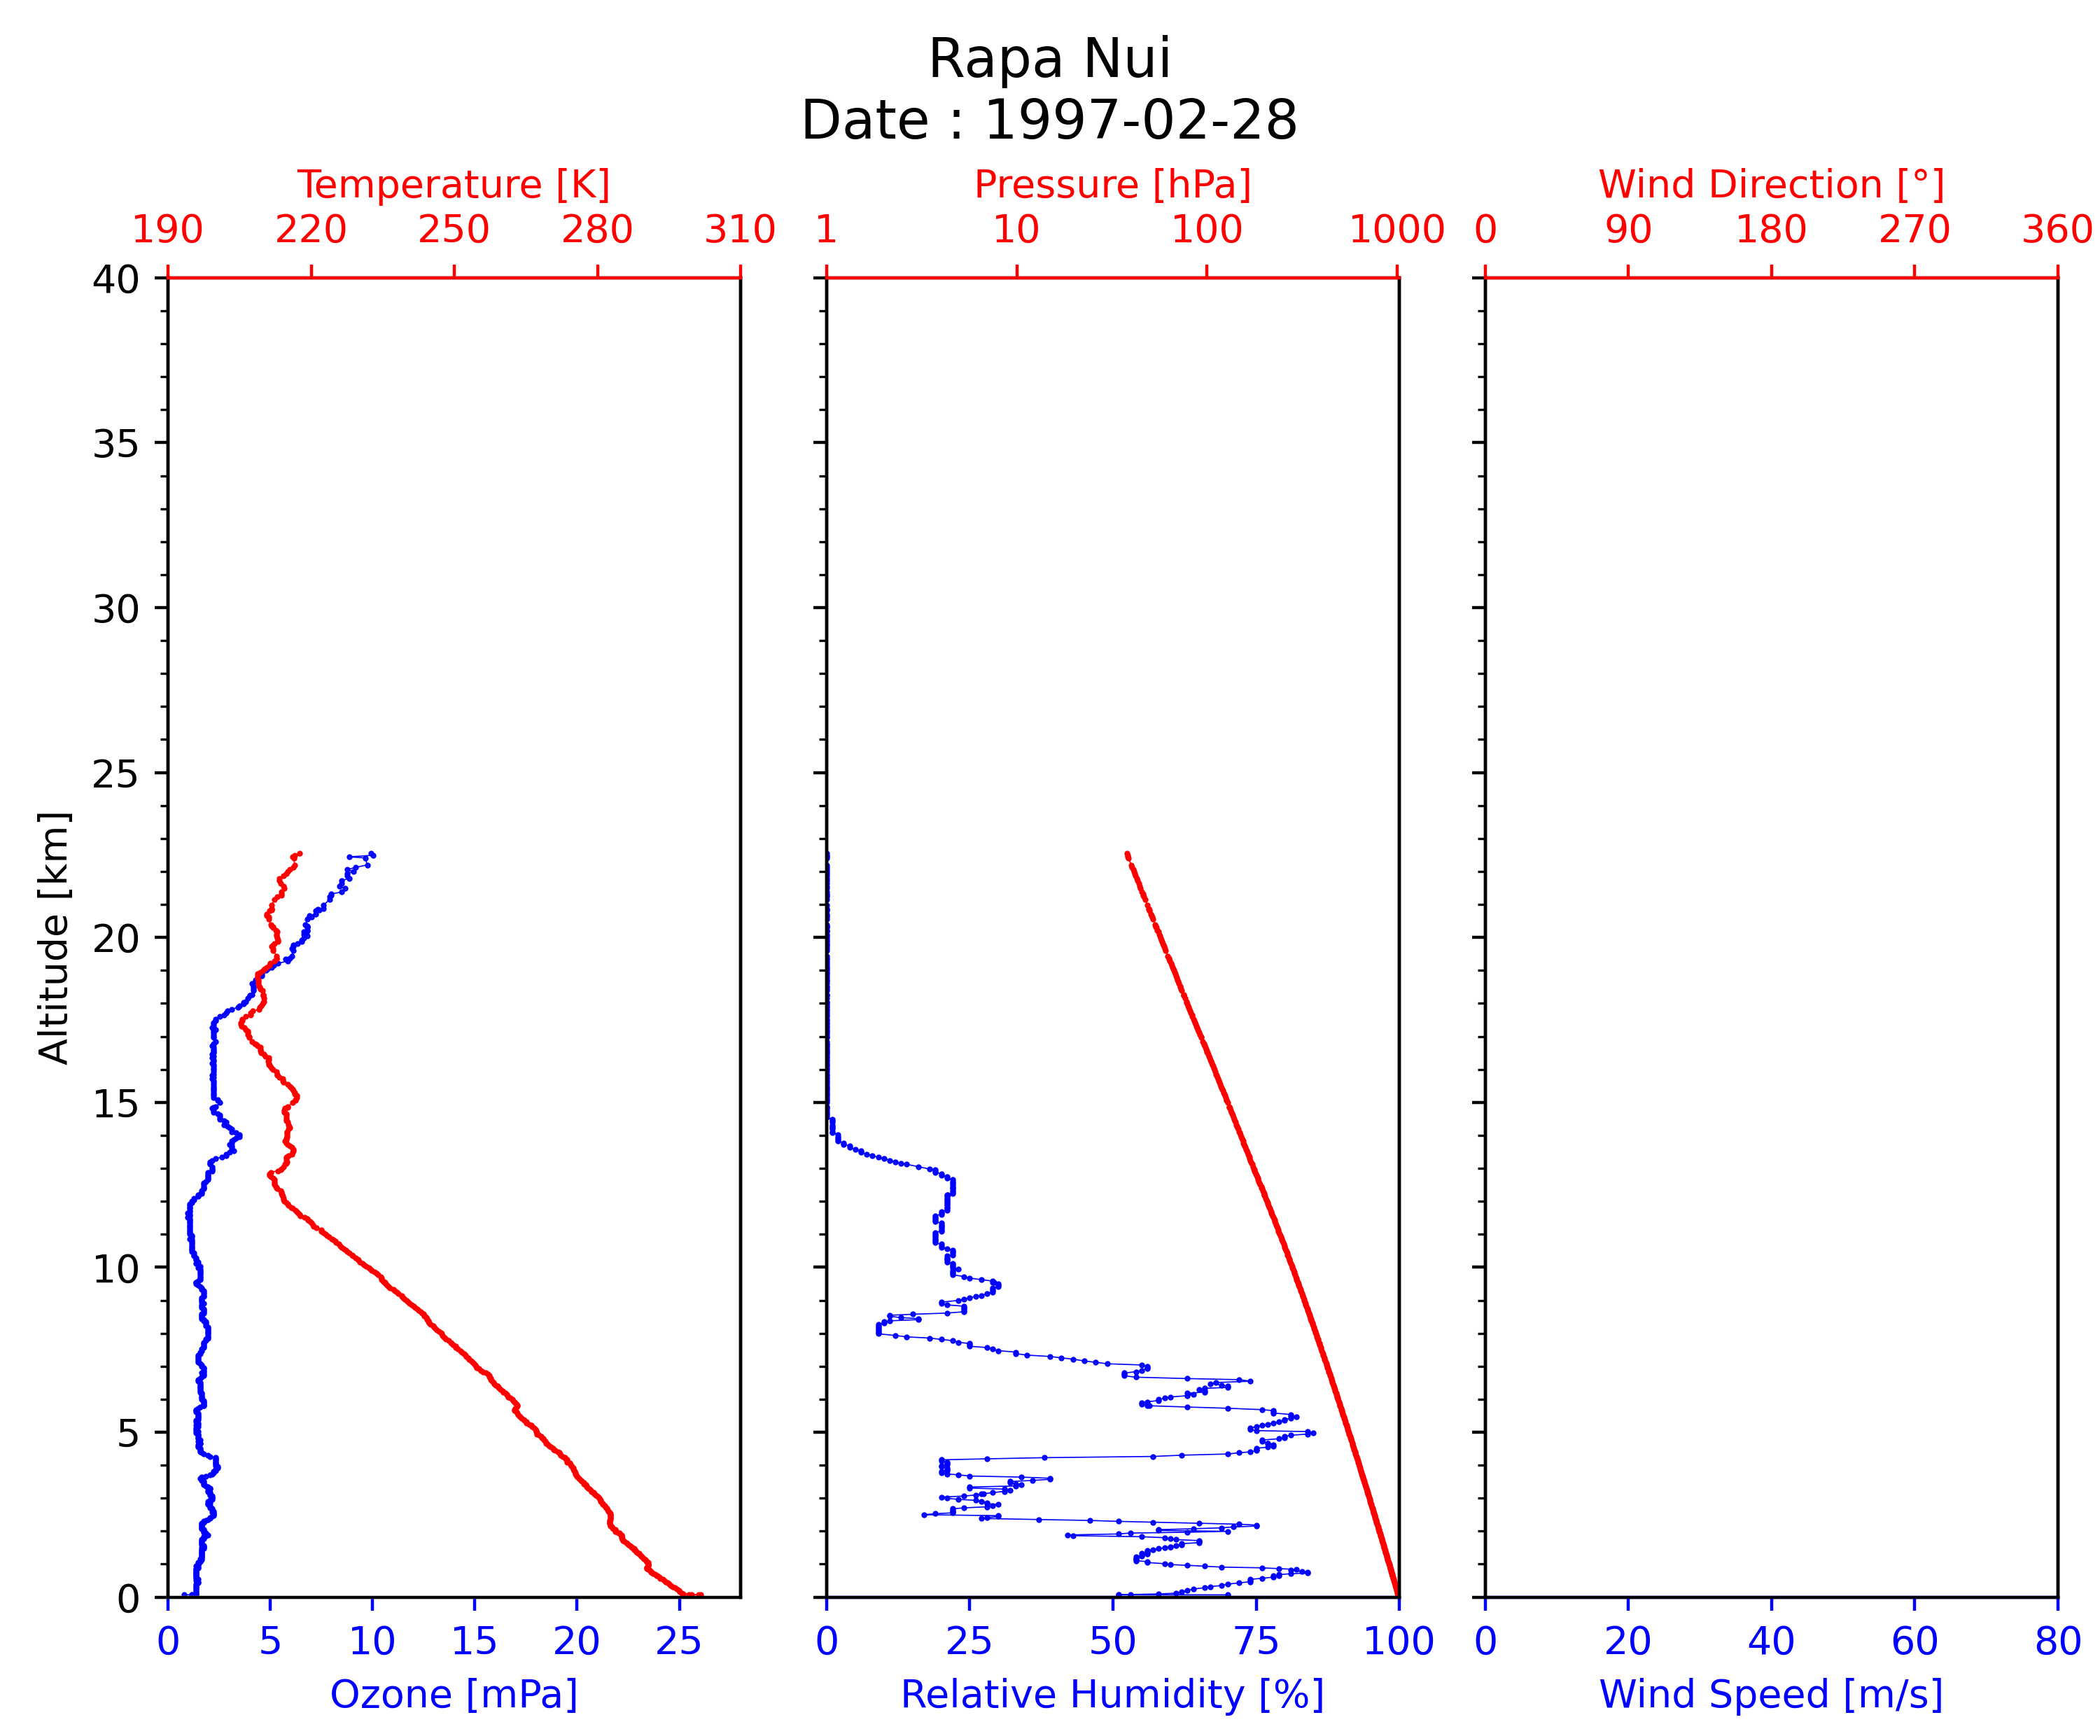 Rapa Nui
Date : 1997-02-28
Temperature [K]
190 220 250 280 310
Pressure [hPa]
1 10 100 1000
Wind Direction [°]
0 90 180 270 360
Altitude [km]
40
35
30
25
20
15
10
5
0
0 5 10 15 20 25
Ozone [mPa]
0 25 50 75 100
Relative Humidity [%]
0 20 40 60 80
Wind Speed [m/s]